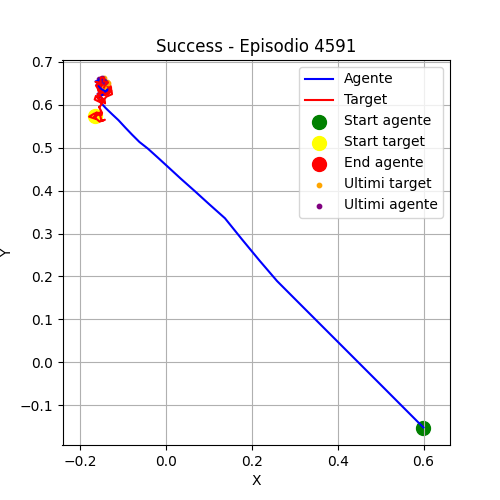 Success - Episodio 4591
Agente
Target
Start agente
Start target
End agente
Ultimi target
Ultimi agente
0.7
0.6
0.5
0.4
0.3
0.2
0.1
0.0
−0.1
Y
−0.2
0.0
0.2
0.4
0.6
X